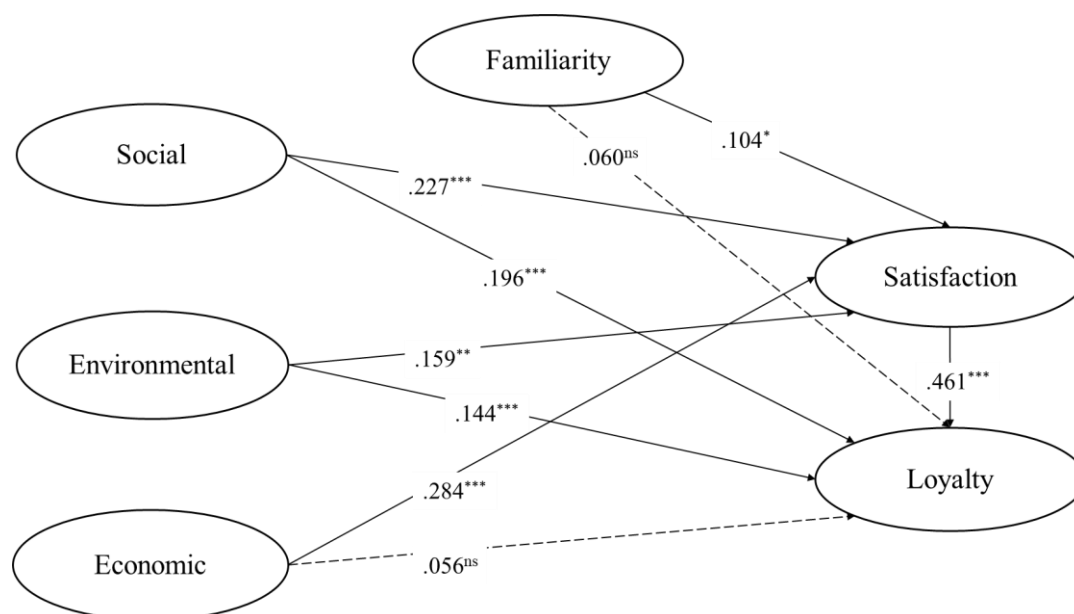 Familiarity
Social
.104*
.060ns
.227***
.196***
Satisfaction
Environmental
.159**
.461***
.144***
.284***
Loyalty
Economic
.056ns